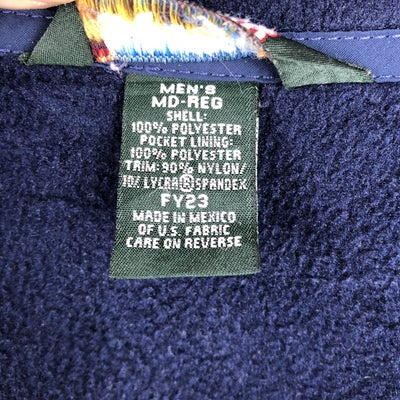 MEN'S
MD-REG
SHELL:
100% POLYESTER
POCKET LINING:
100% POLYESTER
TRIM: 90% NYLON/
10% LYCRA®SPANDEX
FY23
MADE IN MEXICO
OF U.S. FABRIC
CARE ON REVERSE